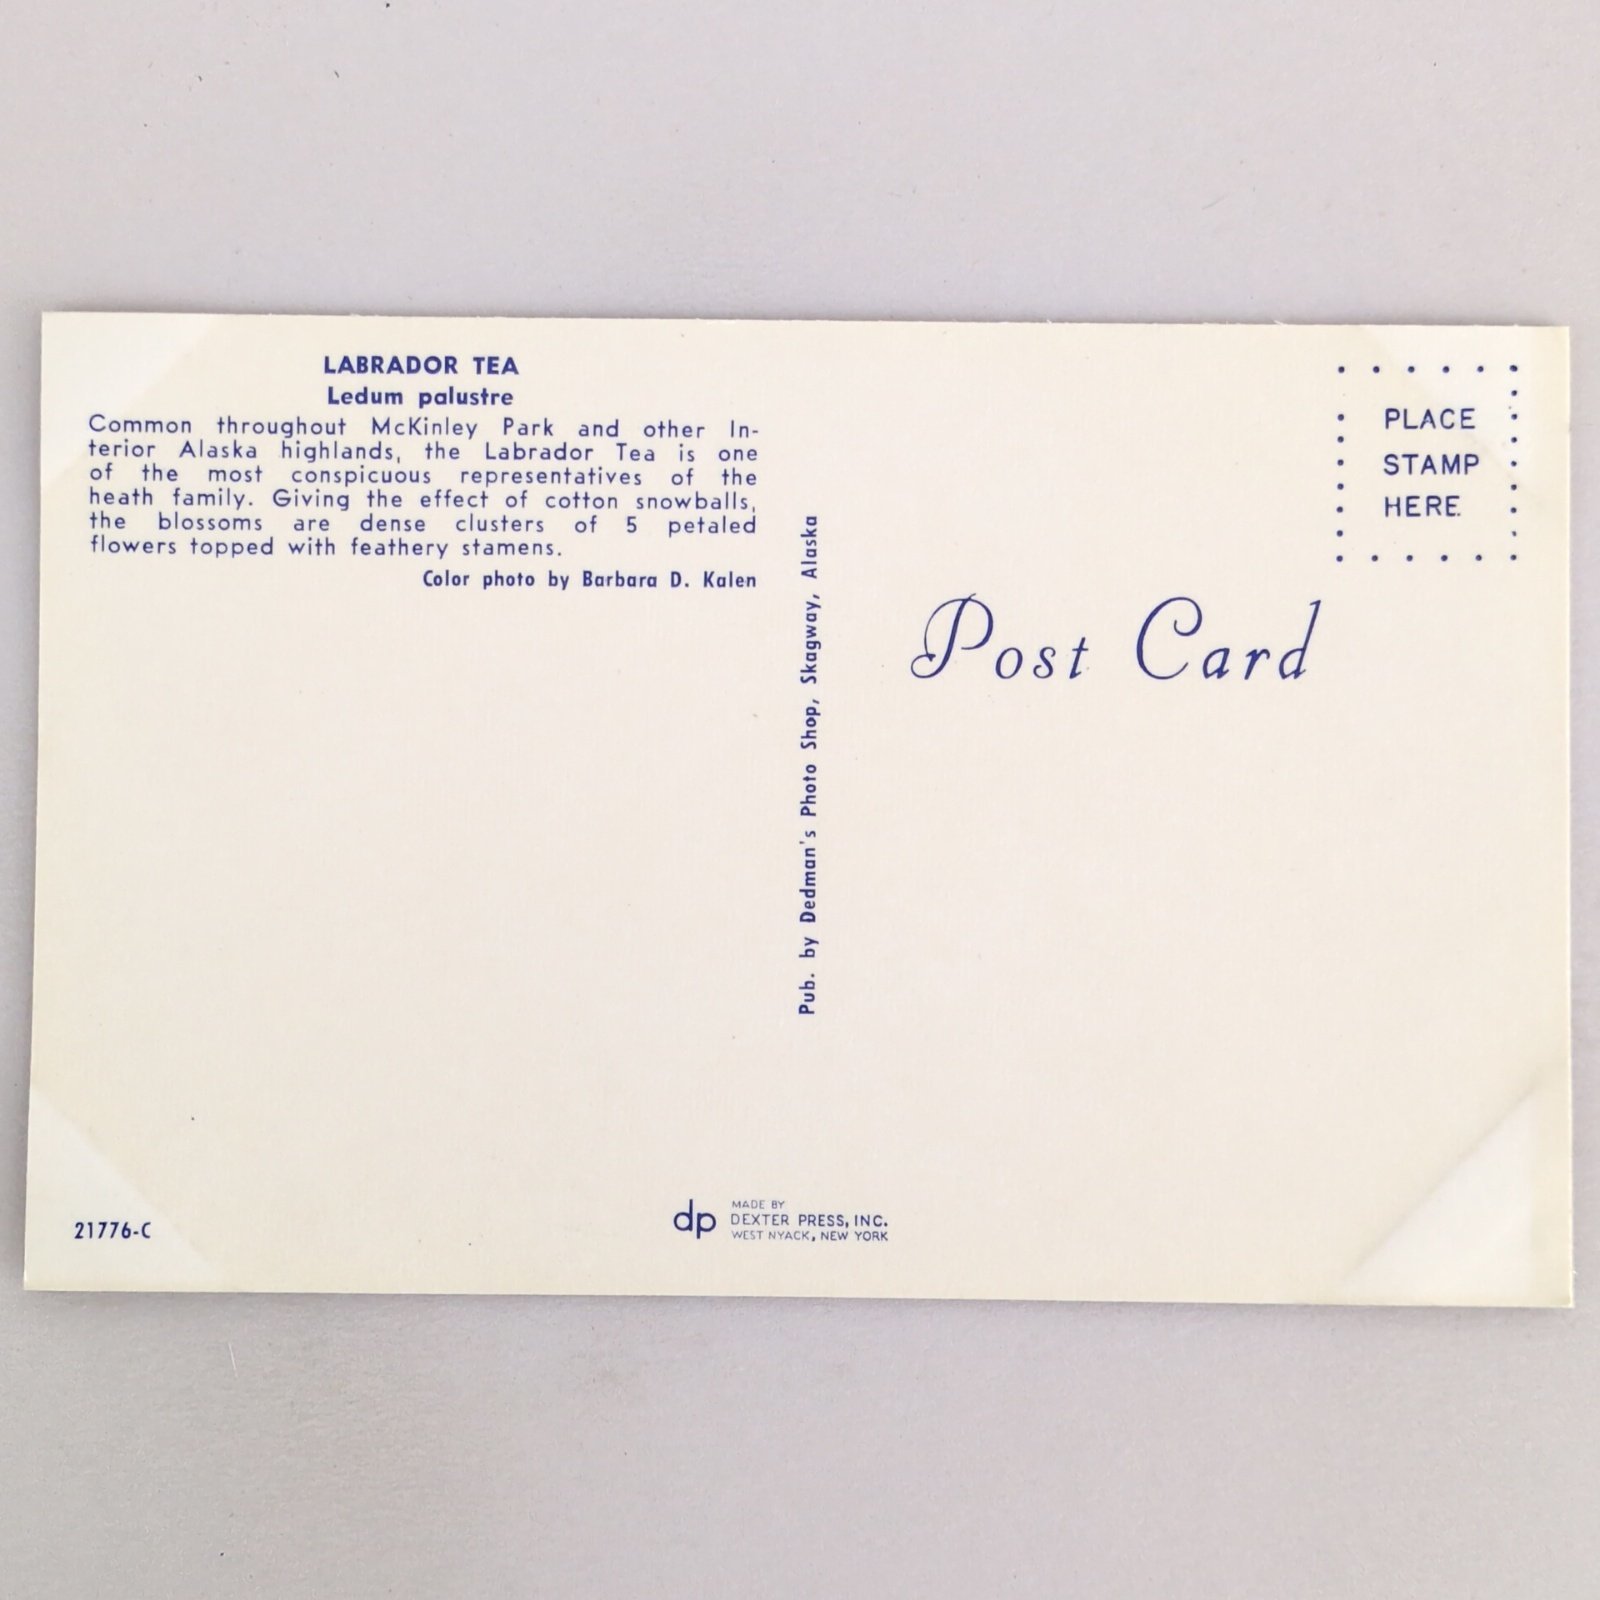 LABRADOR TEA
Ledum palustre
Common throughout McKinley Park and other In-
terior Alaska highlands, the Labrador Tea is one
of the most conspicuous representatives of the
heath family. Giving the effect of cotton snowballs,
the blossoms are dense clusters of 5 petaled
flowers topped with feathery stamens.
Color photo by Barbara D. Kalen
21776-C
Pub. by Dedman's Photo Shop, Skagway, Alaska
dp
MADE BY
DEXTER PRESS, INC.
WEST NYACK, NEW YORK
PLACE
STAMP
HERE
Post Card